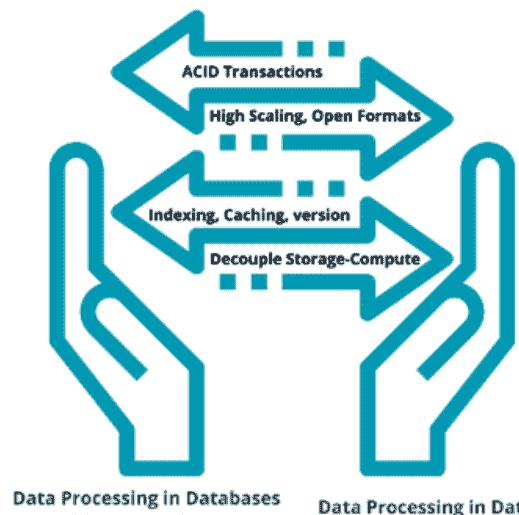 ACID Transactions
High Scaling, Open Formats
Indexing, Caching, version
Decouple Storage-Compute
Data Processing in Databases
Data Processing in